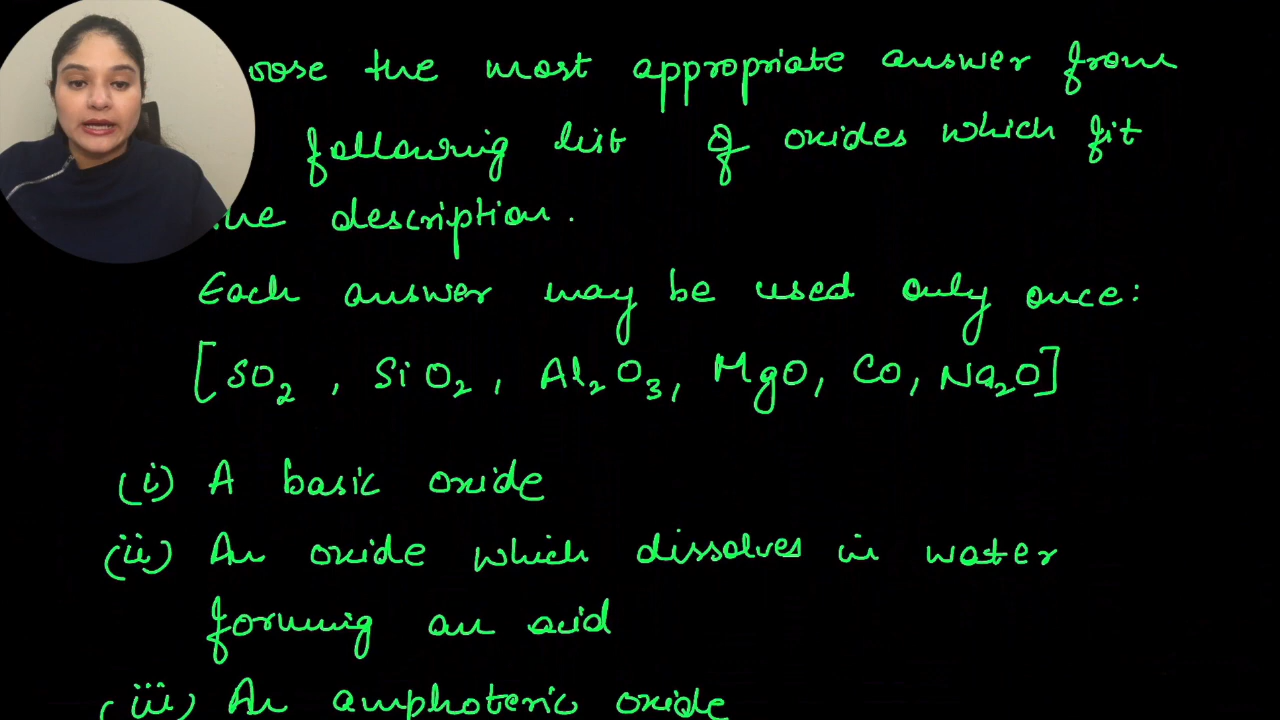 oose the most appropriate answer from
following list of oxides which fit
the description.
Each answer may be used only once:
[SO₂, SiO₂, Al₂O₃, MgO, CO, Na₂O]
(i) A basic oxide
(ii) An oxide which dissolves in water
forming an acid
(iii) An amphoteric oxide